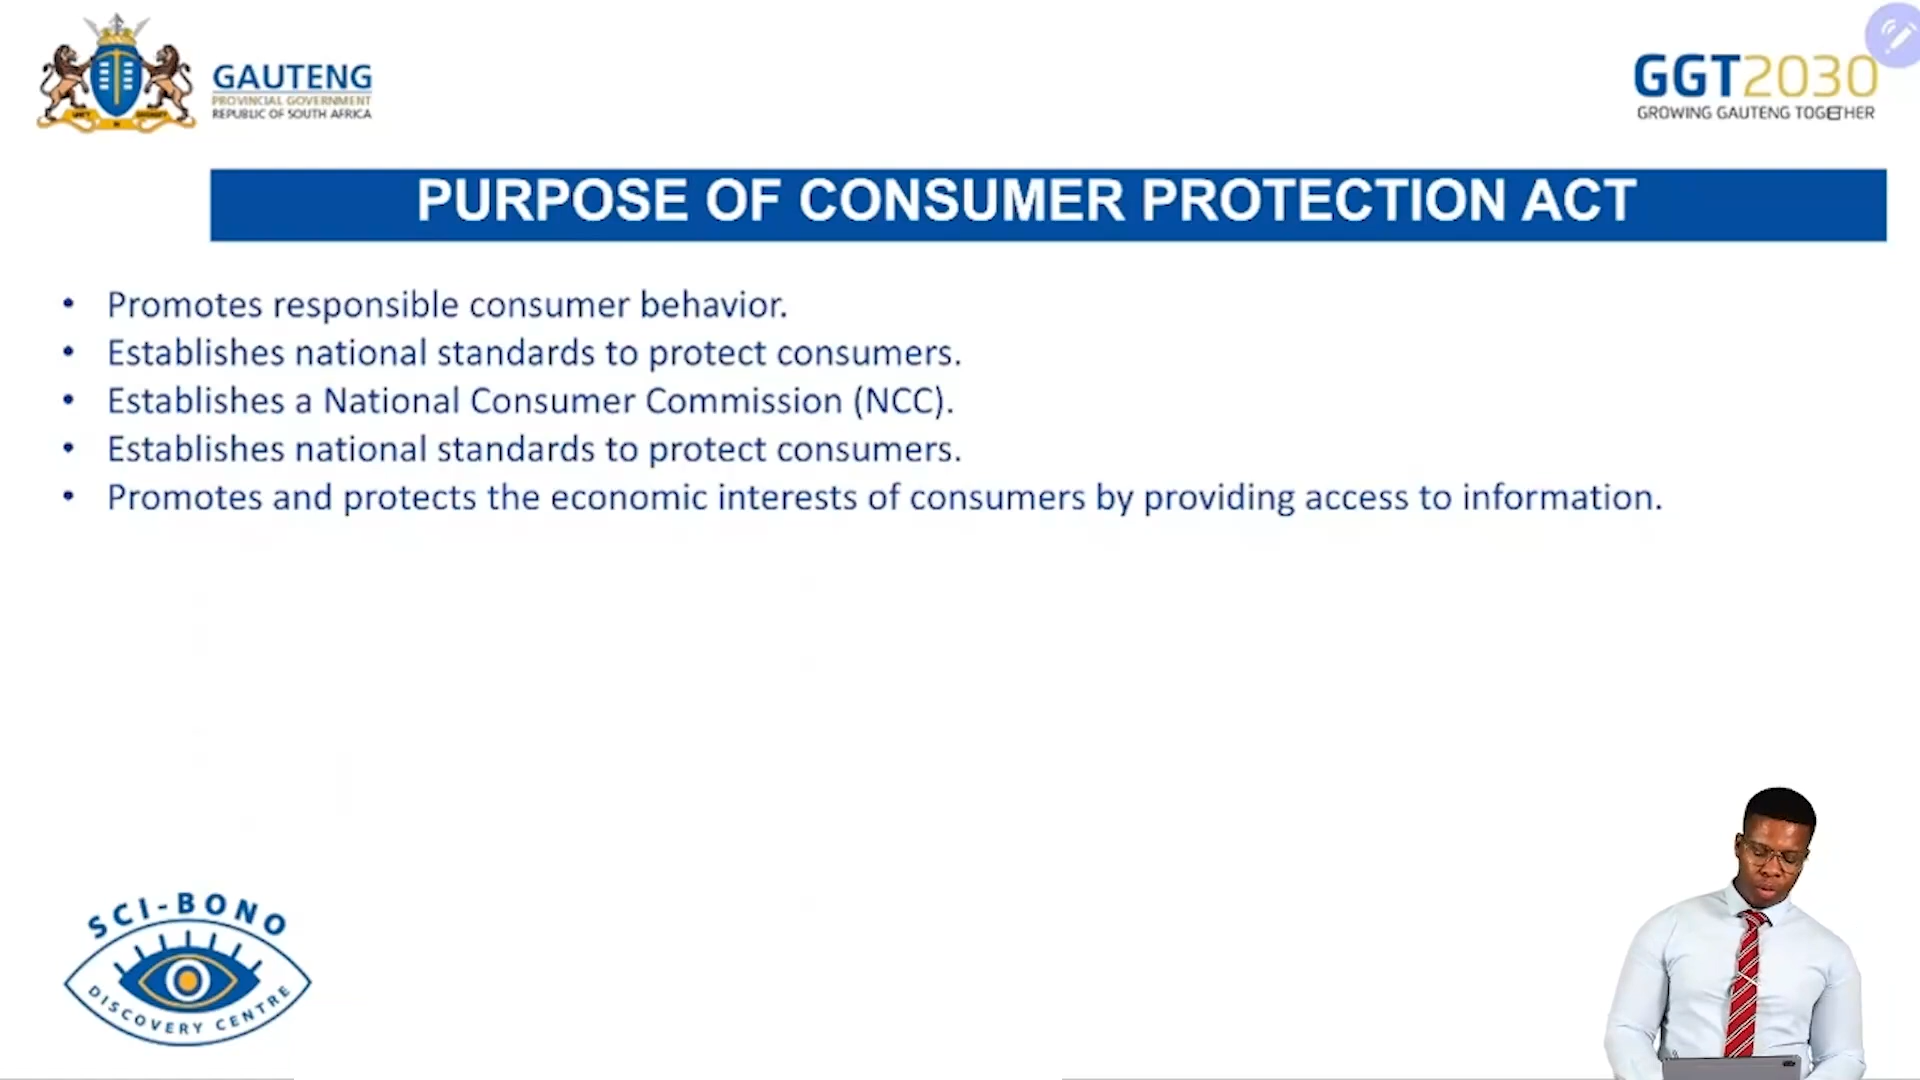 GAUTENG
PROVINCIAL GOVERNMENT
REPUBLIC OF SOUTH AFRICA
GGT2030
GROWING GAUTENG TOGETHER
PURPOSE OF CONSUMER PROTECTION ACT
• Promotes responsible consumer behavior.
• Establishes national standards to protect consumers.
• Establishes a National Consumer Commission (NCC).
• Establishes national standards to protect consumers.
• Promotes and protects the economic interests of consumers by providing access to information.
SCI-BONO
DISCOVERY CENTRE